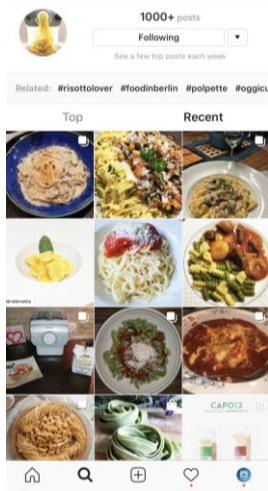 1000+ posts
Following
See a few top posts each week
Related: #risottolover #foodinberlin #polpette #oggicu
Top Recent
CAPO12